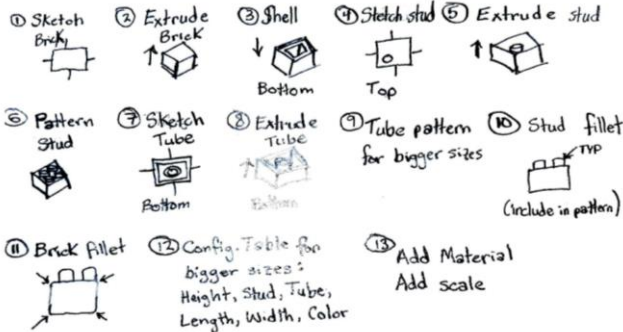 ① Sketch
Brick
② Extrude
Brick
③ Shell
Bottom
④ Sketch stud
Top
⑤ Extrude stud
⑥ Pattern
Stud
⑦ Sketch
Tube
Bottom
⑧ Extrude
Tube
Bottom
⑨ Tube pattern
for bigger sizes
⑩ Stud fillet
TYP
(include in pattern)
⑪ Brick fillet
⑫ Config. Table for
bigger sizes:
Height, Stud, Tube,
Length, Width, Color
⑬
Add Material
Add scale